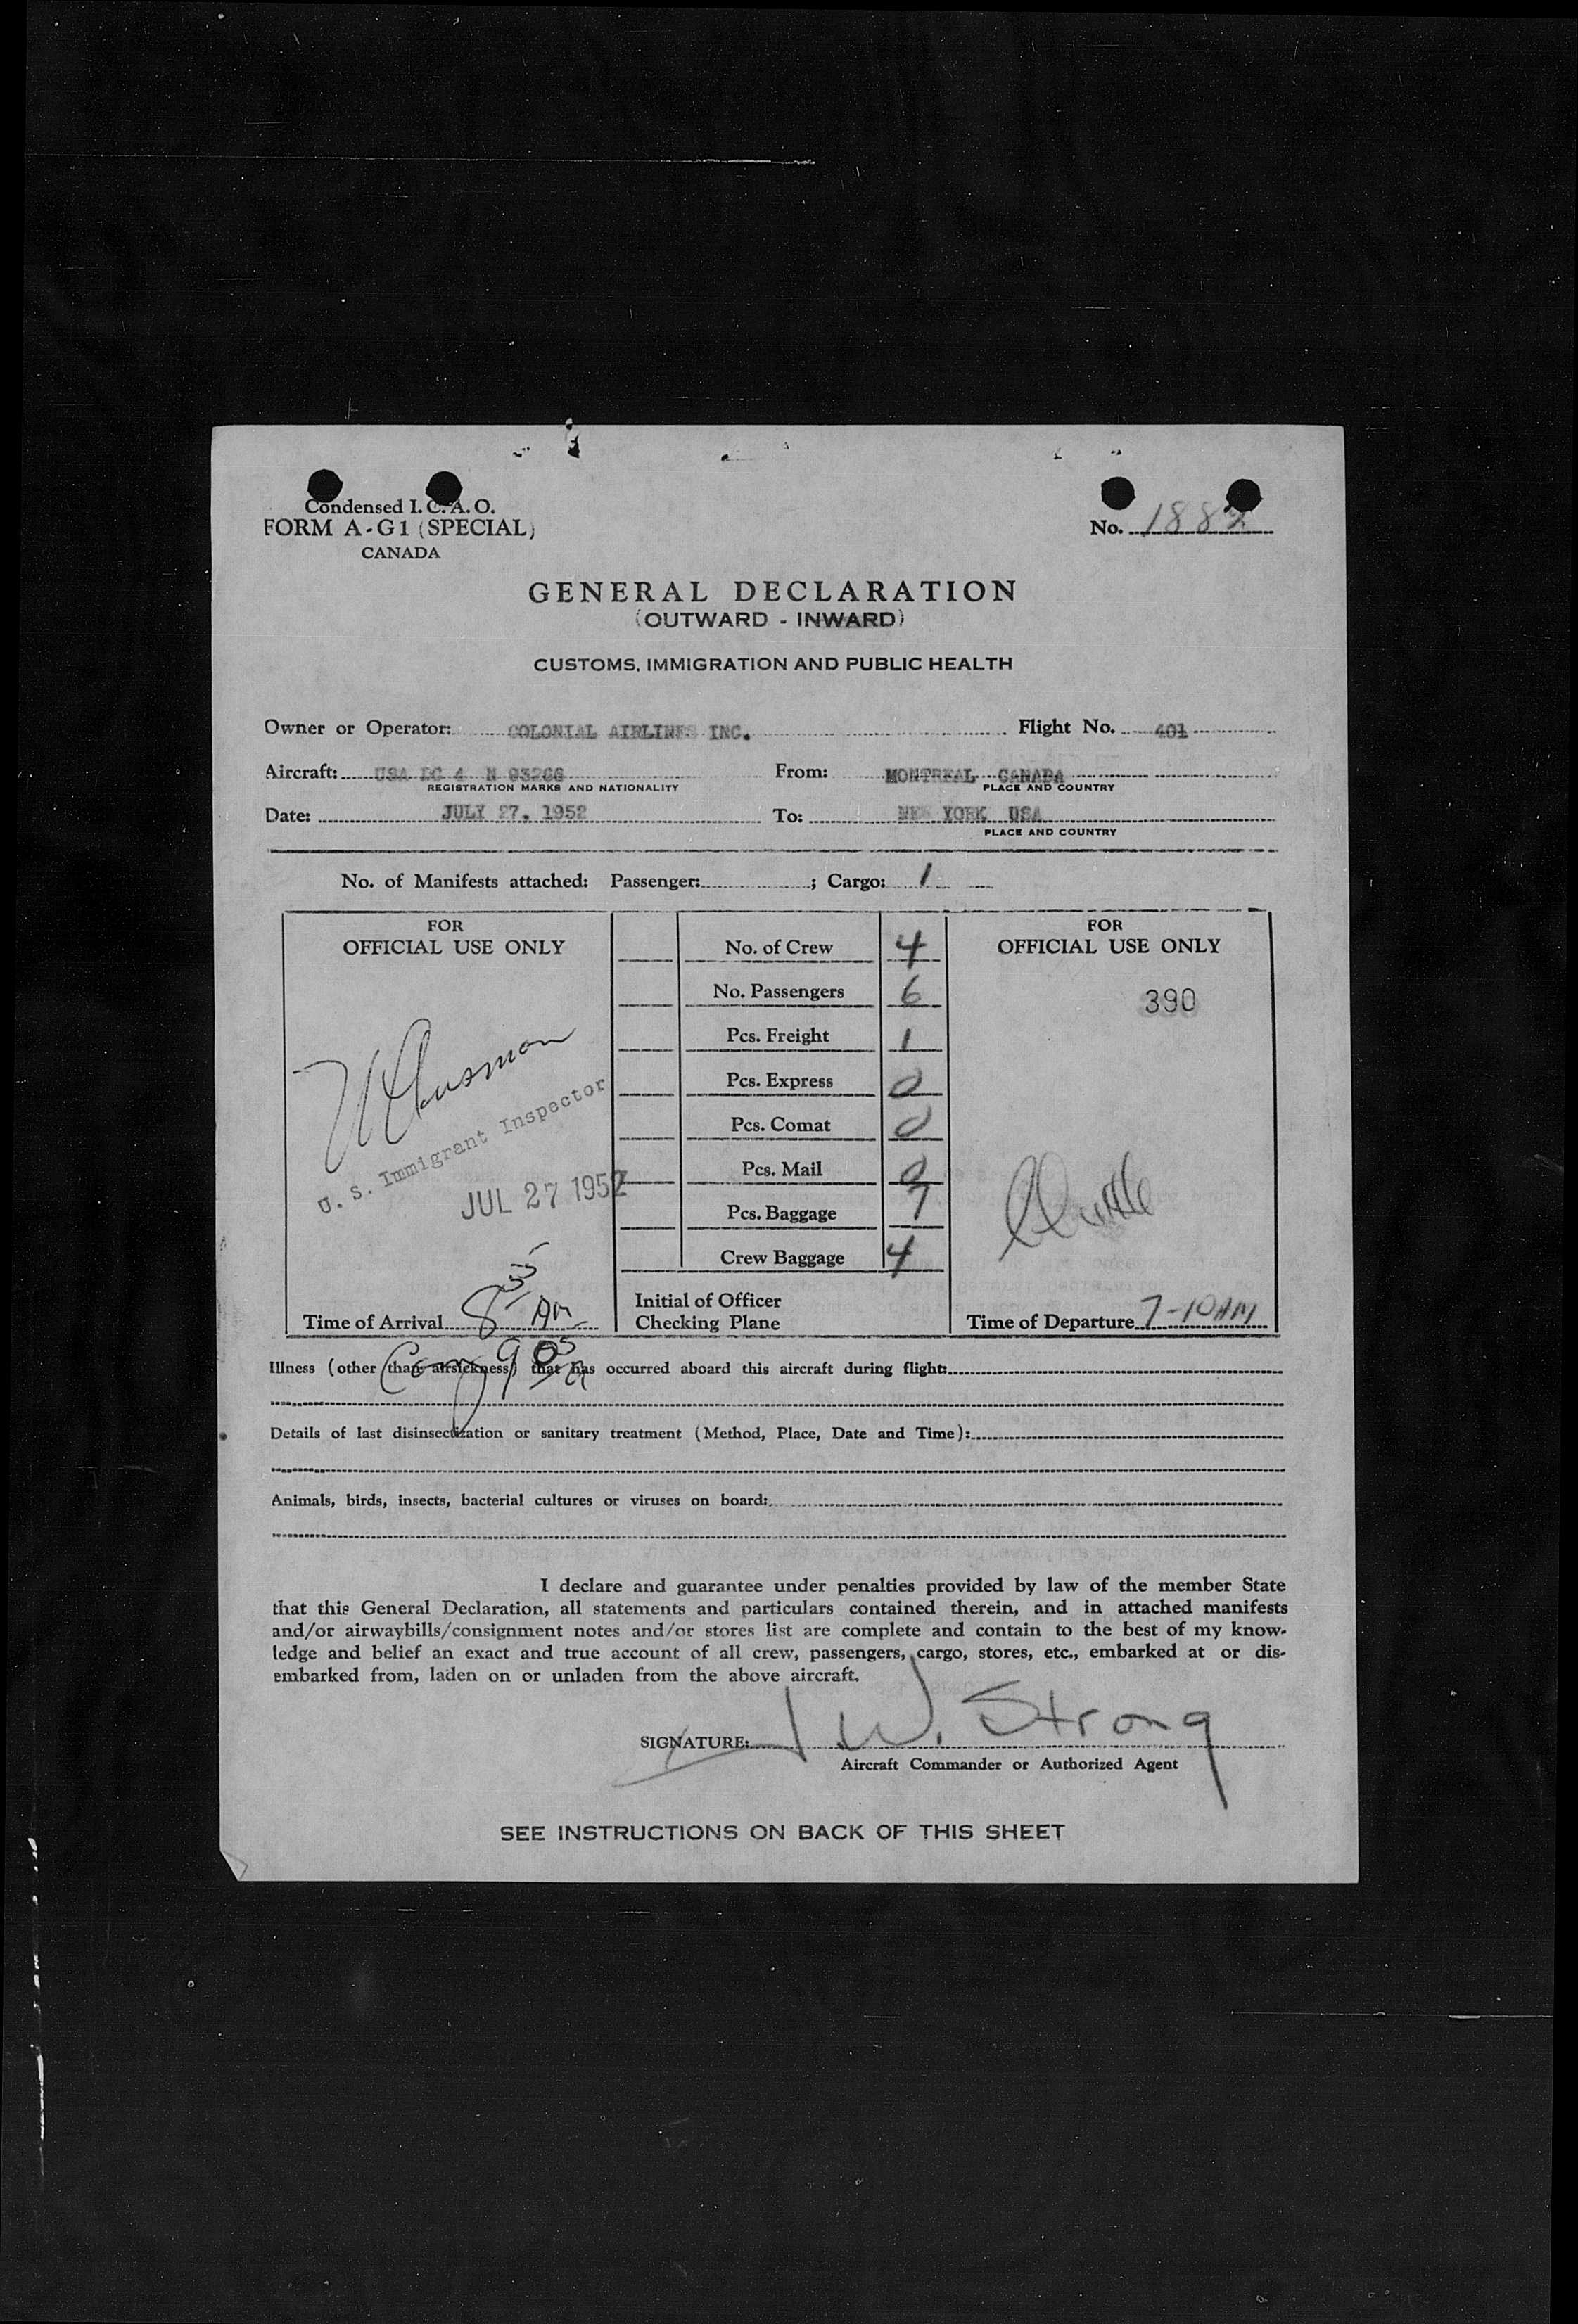 Condensed I. C. A. O.
FORM A-G1 (SPECIAL)
CANADA
No. 1882
GENERAL DECLARATION
(OUTWARD - INWARD)
CUSTOMS, IMMIGRATION AND PUBLIC HEALTH
Owner or Operator: COLONIAL AIRLINES INC. Flight No. 401
Aircraft: USA DC 4 N 93266 From: MONTREAL CANADA
REGISTRATION MARKS AND NATIONALITY PLACE AND COUNTRY
Date: JULY 27, 1952 To: NEW YORK USA
PLACE AND COUNTRY
No. of Manifests attached: Passenger: ; Cargo: 1
FOR
OFFICIAL USE ONLY
U. S. Immigrant Inspector
JUL 27 1952
Time of Arrival 8 55 AM
No. of Crew 4
No. Passengers 6
Pcs. Freight 1
Pcs. Express 0
Pcs. Comat 0
Pcs. Mail 0
Pcs. Baggage 7
Crew Baggage 4
Initial of Officer
Checking Plane
FOR
OFFICIAL USE ONLY
390
Time of Departure 7-10AM
Illness (other than airsickness) that has occurred aboard this aircraft during flight:
Details of last disinsectization or sanitary treatment (Method, Place, Date and Time):
Animals, birds, insects, bacterial cultures or viruses on board:
I declare and guarantee under penalties provided by law of the member State
that this General Declaration, all statements and particulars contained therein, and in attached manifests
and/or airwaybills/consignment notes and/or stores list are complete and contain to the best of my know-
ledge and belief an exact and true account of all crew, passengers, cargo, stores, etc., embarked at or dis-
embarked from, laden on or unladen from the above aircraft.
SIGNATURE: J W. Strong
Aircraft Commander or Authorized Agent
SEE INSTRUCTIONS ON BACK OF THIS SHEET